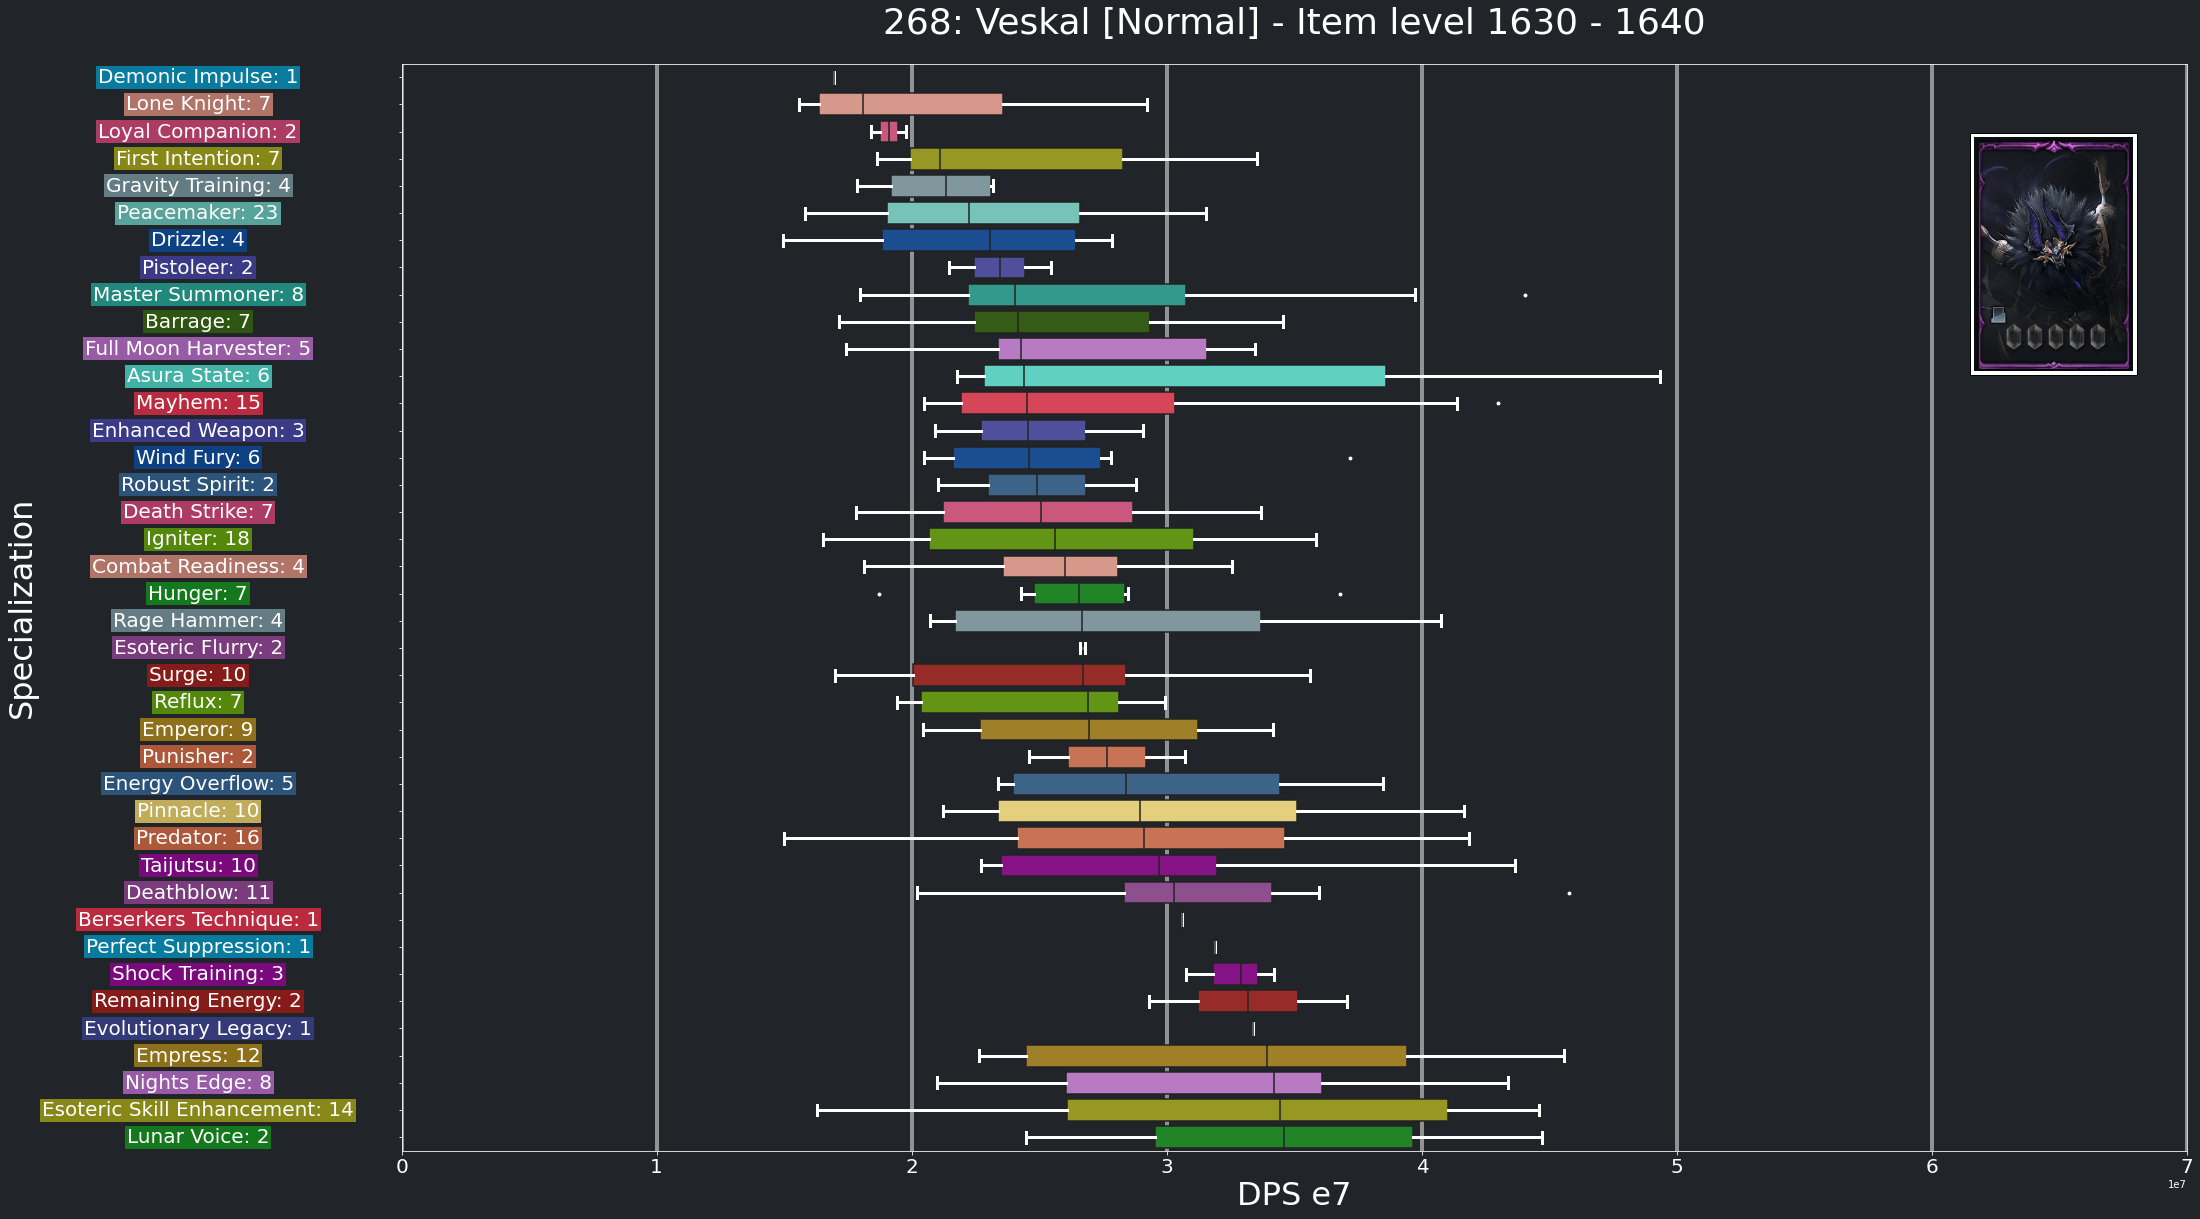 268: Veskal [Normal] - Item level 1630 - 1640
Specialization
Demonic Impulse: 1
Lone Knight: 7
Loyal Companion: 2
First Intention: 7
Gravity Training: 4
Peacemaker: 23
Drizzle: 4
Pistoleer: 2
Master Summoner: 8
Barrage: 7
Full Moon Harvester: 5
Asura State: 6
Mayhem: 15
Enhanced Weapon: 3
Wind Fury: 6
Robust Spirit: 2
Death Strike: 7
Igniter: 18
Combat Readiness: 4
Hunger: 7
Rage Hammer: 4
Esoteric Flurry: 2
Surge: 10
Reflux: 7
Emperor: 9
Punisher: 2
Energy Overflow: 5
Pinnacle: 10
Predator: 16
Taijutsu: 10
Deathblow: 11
Berserkers Technique: 1
Perfect Suppression: 1
Shock Training: 3
Remaining Energy: 2
Evolutionary Legacy: 1
Empress: 12
Nights Edge: 8
Esoteric Skill Enhancement: 14
Lunar Voice: 2
0 1 2 3 4 5 6 7
1e7
DPS e7